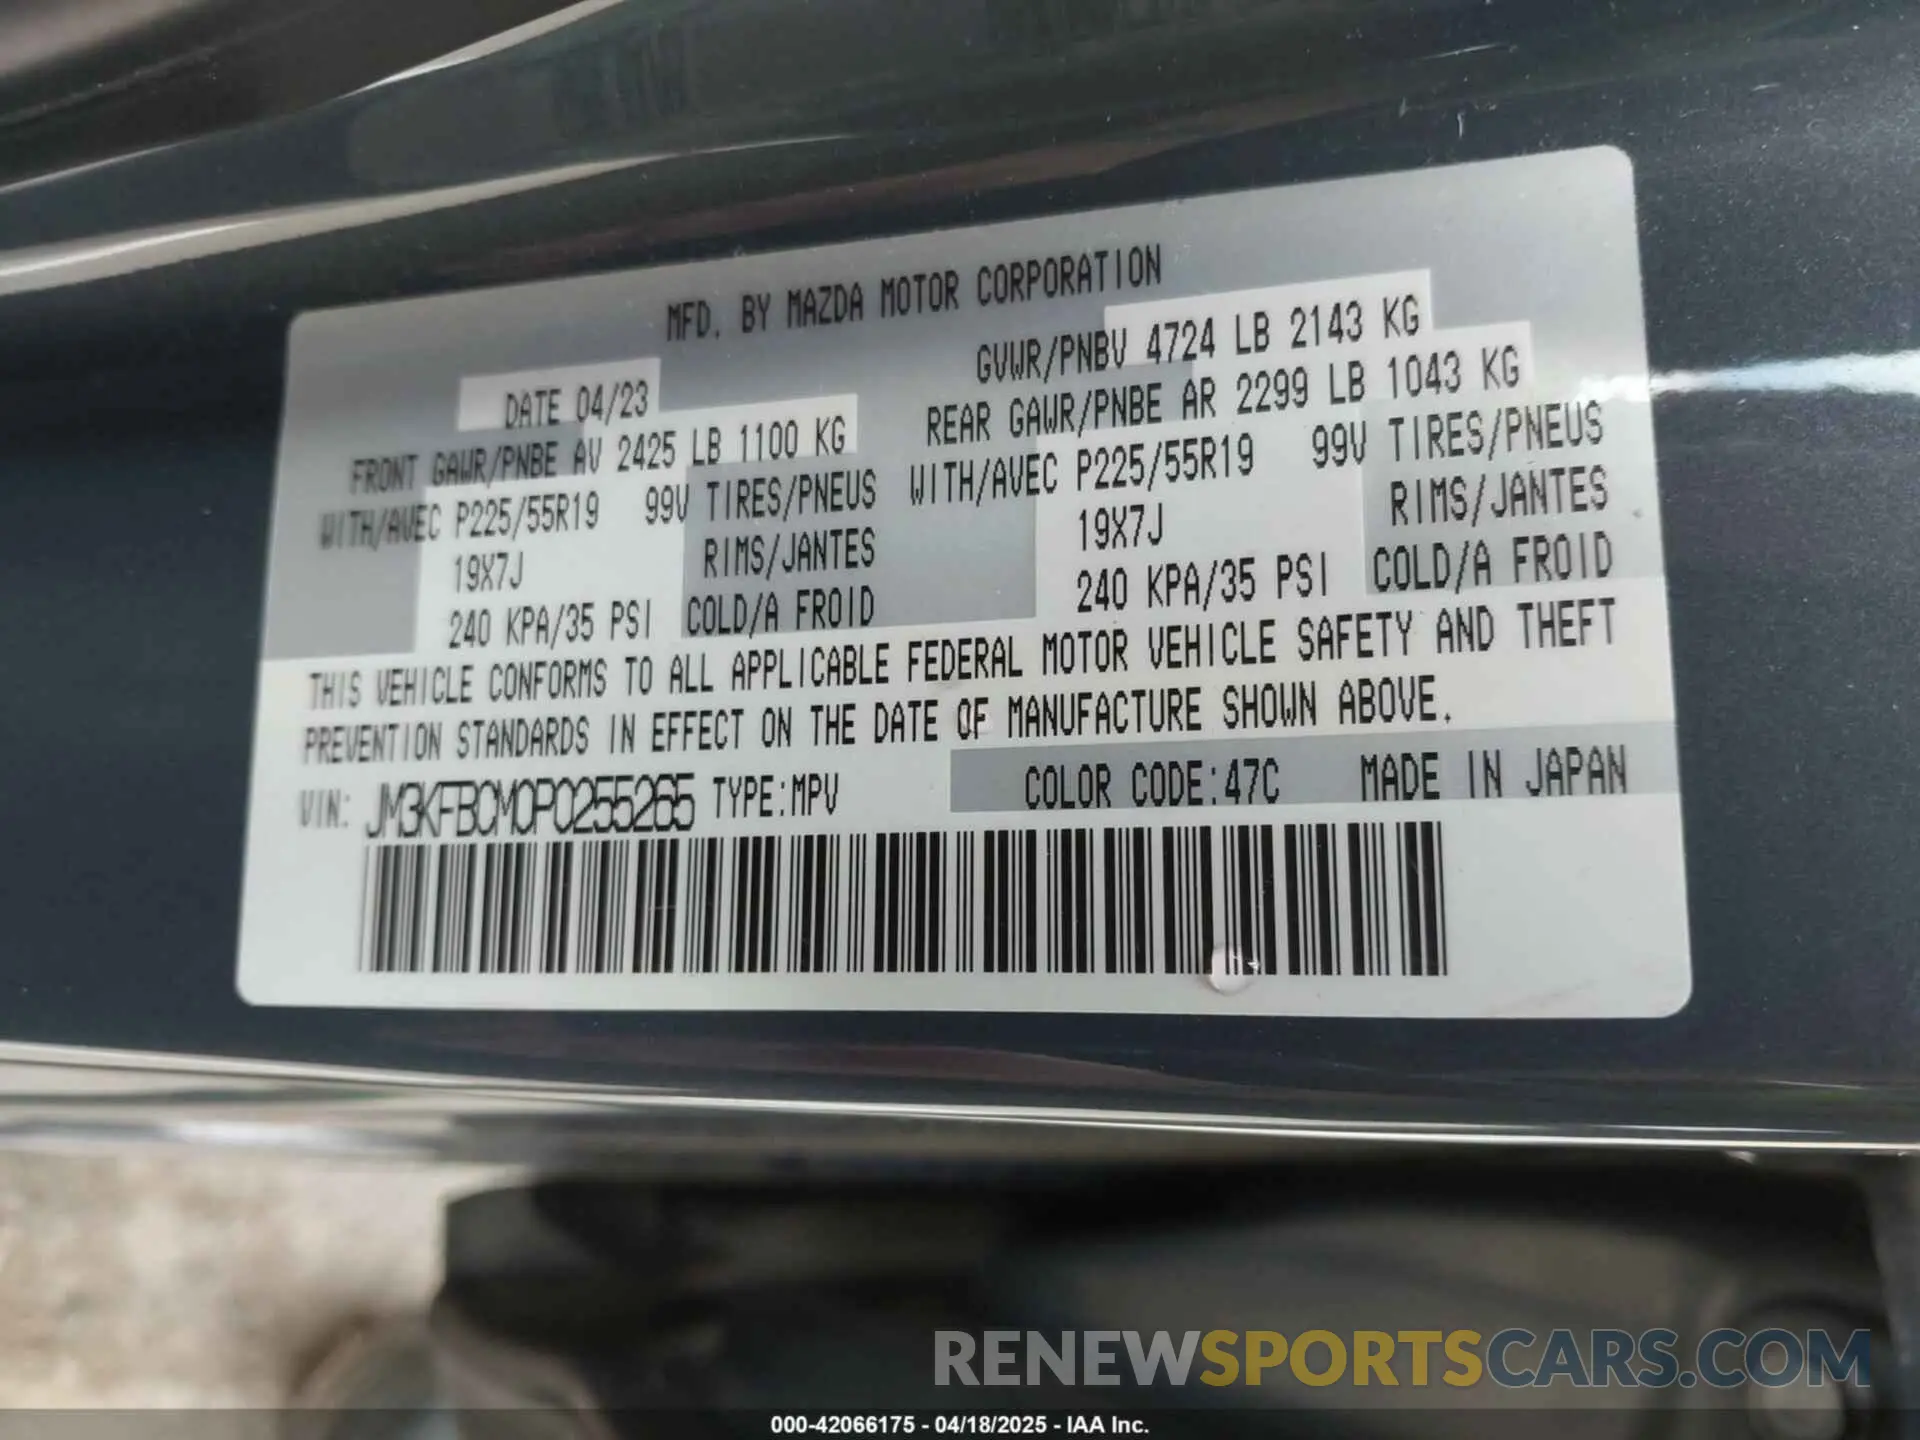 MFD. BY MAZDA MOTOR CORPORATION
DATE 04/23
GVWR/PNBV 4724 LB 2143 KG
FRONT GAWR/PNBE AV 2425 LB 1100 KG
REAR GAWR/PNBE AR 2299 LB 1043 KG
WITH/AVEC P225/55R19 99V TIRES/PNEUS
WITH/AVEC P225/55R19 99V TIRES/PNEUS
19X7J RIMS/JANTES
19X7J RIMS/JANTES
240 KPA/35 PSI COLD/A FROID
240 KPA/35 PSI COLD/A FROID
THIS VEHICLE CONFORMS TO ALL APPLICABLE FEDERAL MOTOR VEHICLE SAFETY AND THEFT
PREVENTION STANDARDS IN EFFECT ON THE DATE OF MANUFACTURE SHOWN ABOVE.
VIN: JM3KFBCM0P0255265 TYPE:MPV COLOR CODE:47C MADE IN JAPAN
RENEWSPORTSCARS.COM
000-42066175 - 04/18/2025 - IAA Inc.